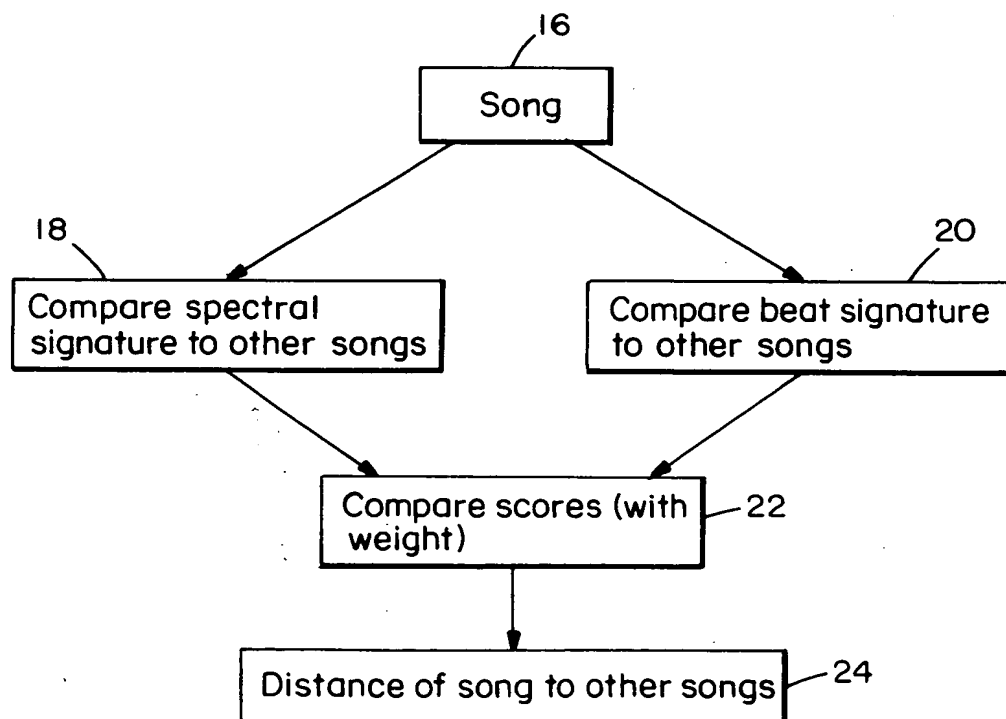 16
Song
18
20
Compare spectral
signature to other songs
Compare beat signature
to other songs
Compare scores (with
weight)
22
Distance of song to other songs
24